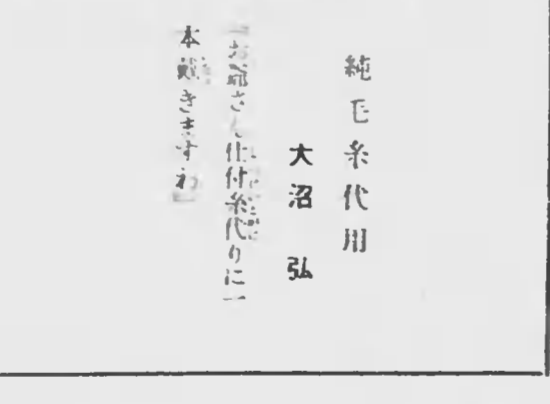 純毛糸代用
大沼 弘
「お爺さん仕付糸代りに一
本戴きますわ」